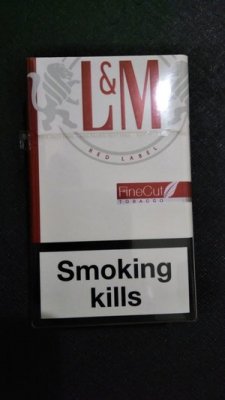 L&M
RED LABEL
FineCut
TOBACCO
Smoking
kills